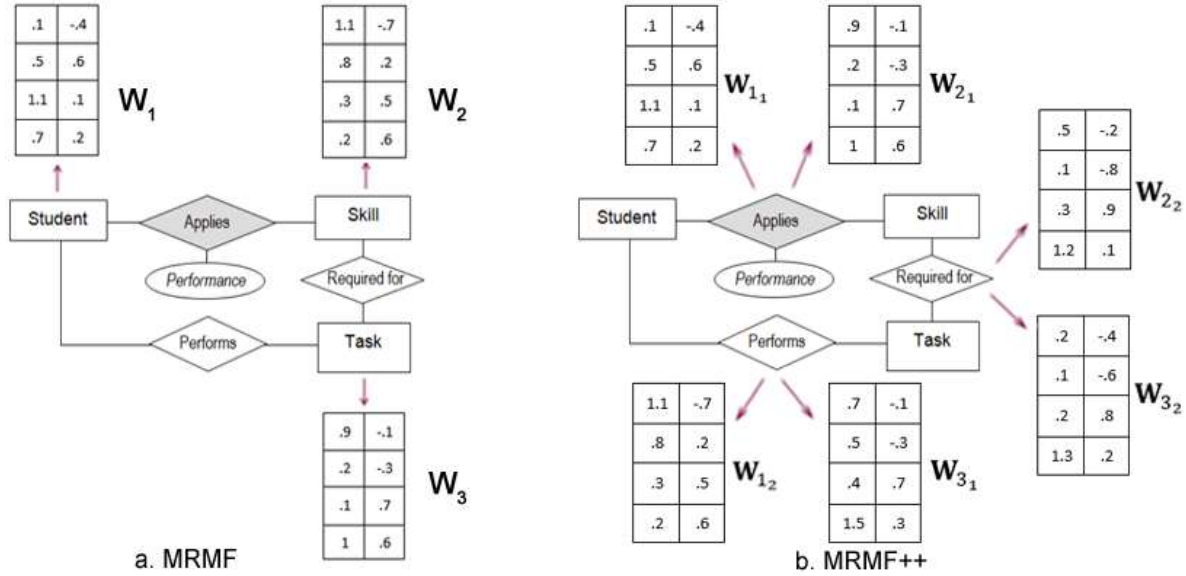 .1 -.4
.5 .6
1.1 .1
.7 .2
W1
1.1 -.7
.8 .2
.3 .5
.2 .6
W2
Student
Applies
Skill
Performance
Required for
Performs
Task
.9 -.1
.2 -.3
.1 .7
1 .6
W3
a. MRMF
.1 -.4
.5 .6
1.1 .1
.7 .2
W1₁
.9 -.1
.2 -.3
.1 .7
1 .6
W2₁
.5 -.2
.1 -.8
.3 .9
1.2 .1
W2₂
Student
Applies
Skill
Performance
Required for
Performs
Task
.2 -.4
.1 -.6
.2 .8
1.3 .2
W3₂
1.1 -.7
.8 .2
.3 .5
.2 .6
W1₂
.7 -.1
.5 -.3
.4 .7
1.5 .3
W3₁
b. MRMF++